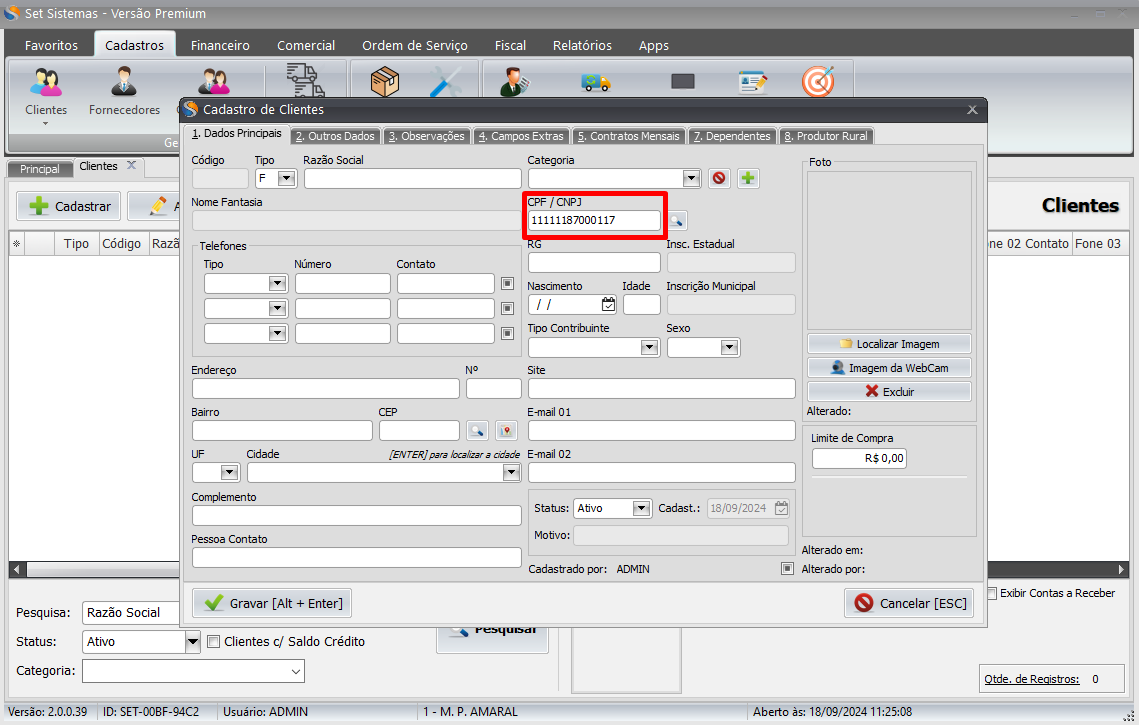 Set Sistemas - Versão Premium
Favoritos Cadastros Financeiro Comercial Ordem de Serviço Fiscal Relatórios Apps
Clientes Fornecedores
Ge
Cadastro de Clientes
1. Dados Principais 2. Outros Dados 3. Observações 4. Campos Extras 5. Contratos Mensais 7. Dependentes 8. Produtor Rural
Principal Clientes X
Cadastrar
Clientes
Tipo Código Razã
one 02 Contato Fone 03
Código Tipo Razão Social Categoria Foto
F
Nome Fantasia CPF / CNPJ
11111187000117
Telefones RG Insc. Estadual
Tipo Número Contato
Nascimento Idade Inscrição Municipal
/ /
Tipo Contribuinte Sexo
Localizar Imagem
Imagem da WebCam
Excluir
Alterado:
Endereço Nº Site
Bairro CEP E-mail 01
Limite de Compra
R$ 0,00
UF Cidade [ENTER] para localizar a cidade E-mail 02
Complemento
Status: Ativo Cadast.: 18/09/2024
Motivo:
Pessoa Contato
Alterado em:
Cadastrado por: ADMIN Alterado por:
Gravar [Alt + Enter] Cancelar [ESC]
Exibir Contas a Receber
Pesquisa: Razão Social
Pesquisar
Status: Ativo Clientes c/ Saldo Crédito
Categoria:
Qtde. de Registros: 0
Versão: 2.0.0.39 ID: SET-00BF-94C2 Usuário: ADMIN 1 - M. P. AMARAL Aberto às: 18/09/2024 11:25:08